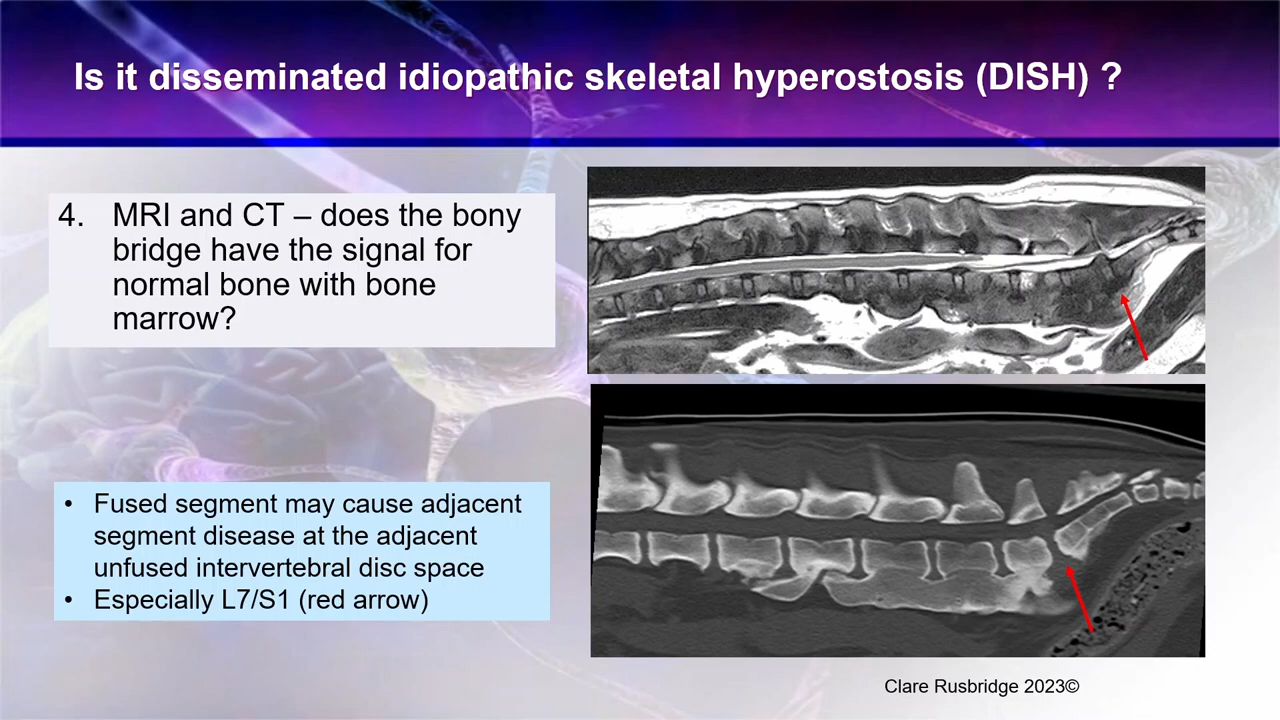 Is it disseminated idiopathic skeletal hyperostosis (DISH) ?
4. MRI and CT – does the bony
bridge have the signal for
normal bone with bone
marrow?
• Fused segment may cause adjacent
segment disease at the adjacent
unfused intervertebral disc space
• Especially L7/S1 (red arrow)
Clare Rusbridge 2023©